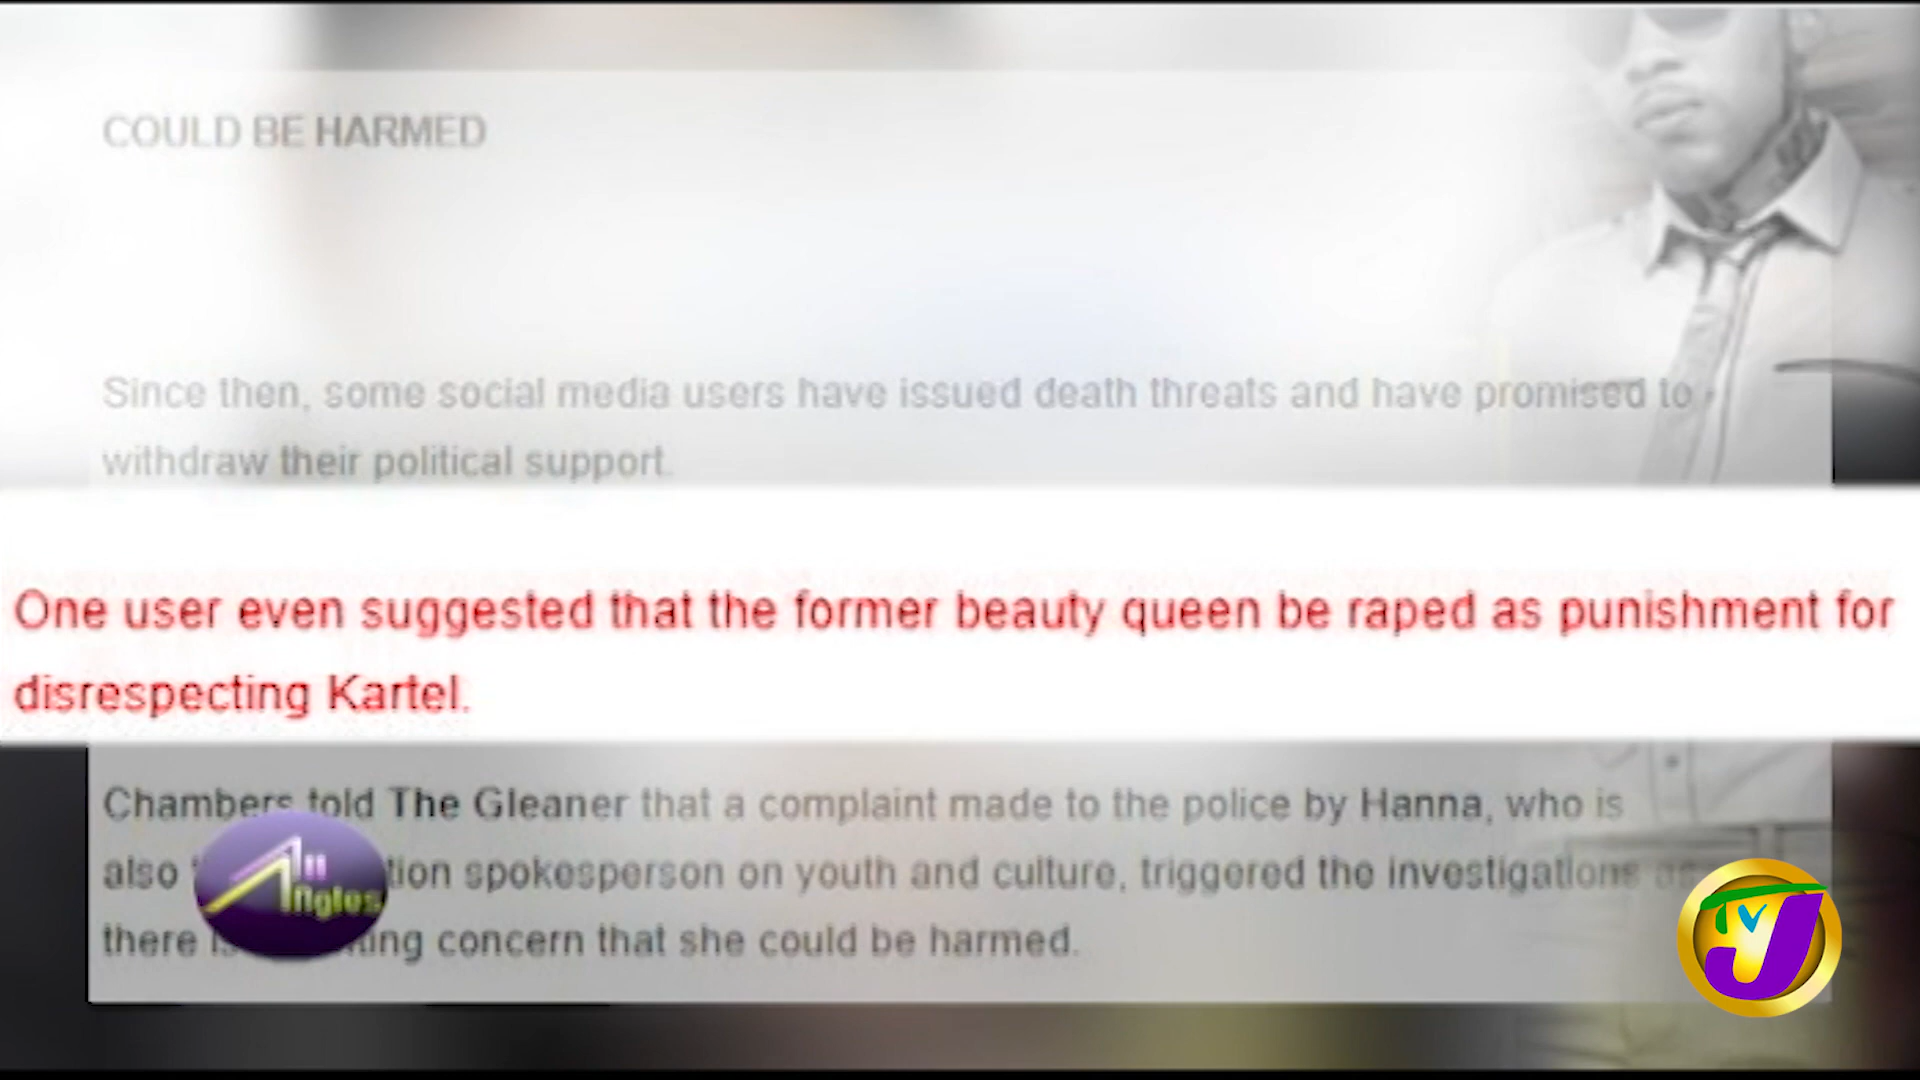 COULD BE HARMED
Since then, some social media users have issued death threats and have promised to
withdraw their political support.
One user even suggested that the former beauty queen be raped as punishment for
disrespecting Kartel.
Chambers told The Gleaner that a complaint made to the police by Hanna, who is
also tion spokesperson on youth and culture, triggered the investigations
there ing concern that she could be harmed.
All Angles
TVJ